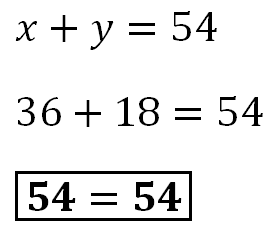 x + y = 54
36 + 18 = 54
54 = 54